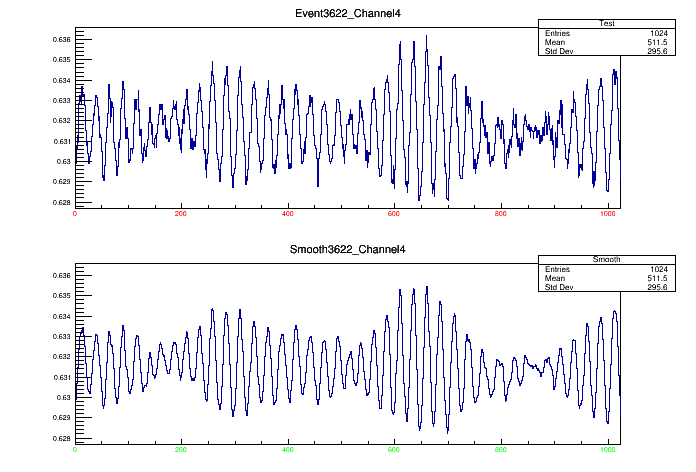 Event3622_Channel4
Test
Entries 1024
Mean 511.5
Std Dev 295.6
0.636
0.635
0.634
0.633
0.632
0.631
0.63
0.629
0.628
0 200 400 600 800 1000
Smooth3622_Channel4
Smooth
Entries 1024
Mean 511.5
Std Dev 295.6
0.636
0.635
0.634
0.633
0.632
0.631
0.63
0.629
0.628
0 200 400 600 800 1000